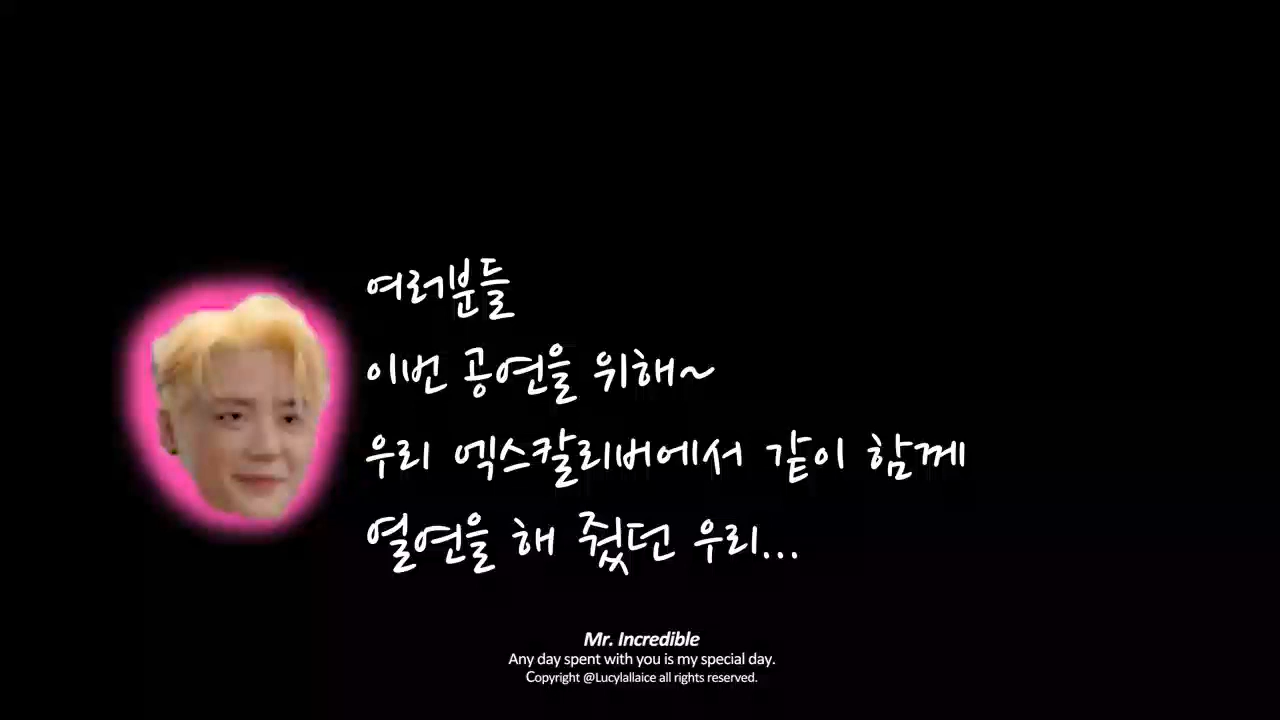 여러분들
이번 공연을 위해~
우리 엑스칼리버에서 같이 함께
열연을 해 줬던 우리...
Mr. Incredible
Any day spent with you is my special day.
Copyright @Lucylallaice all rights reserved.